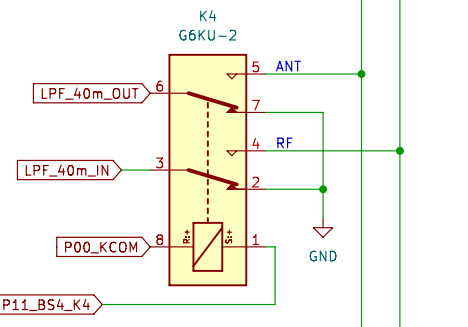 K4
G6KU-2
5 ANT
LPF_40m_OUT 6
7
4 RF
LPF_40m_IN 3
2
P00_KCOM 8 R:+ S:+ 1
GND
P11_BS4_K4